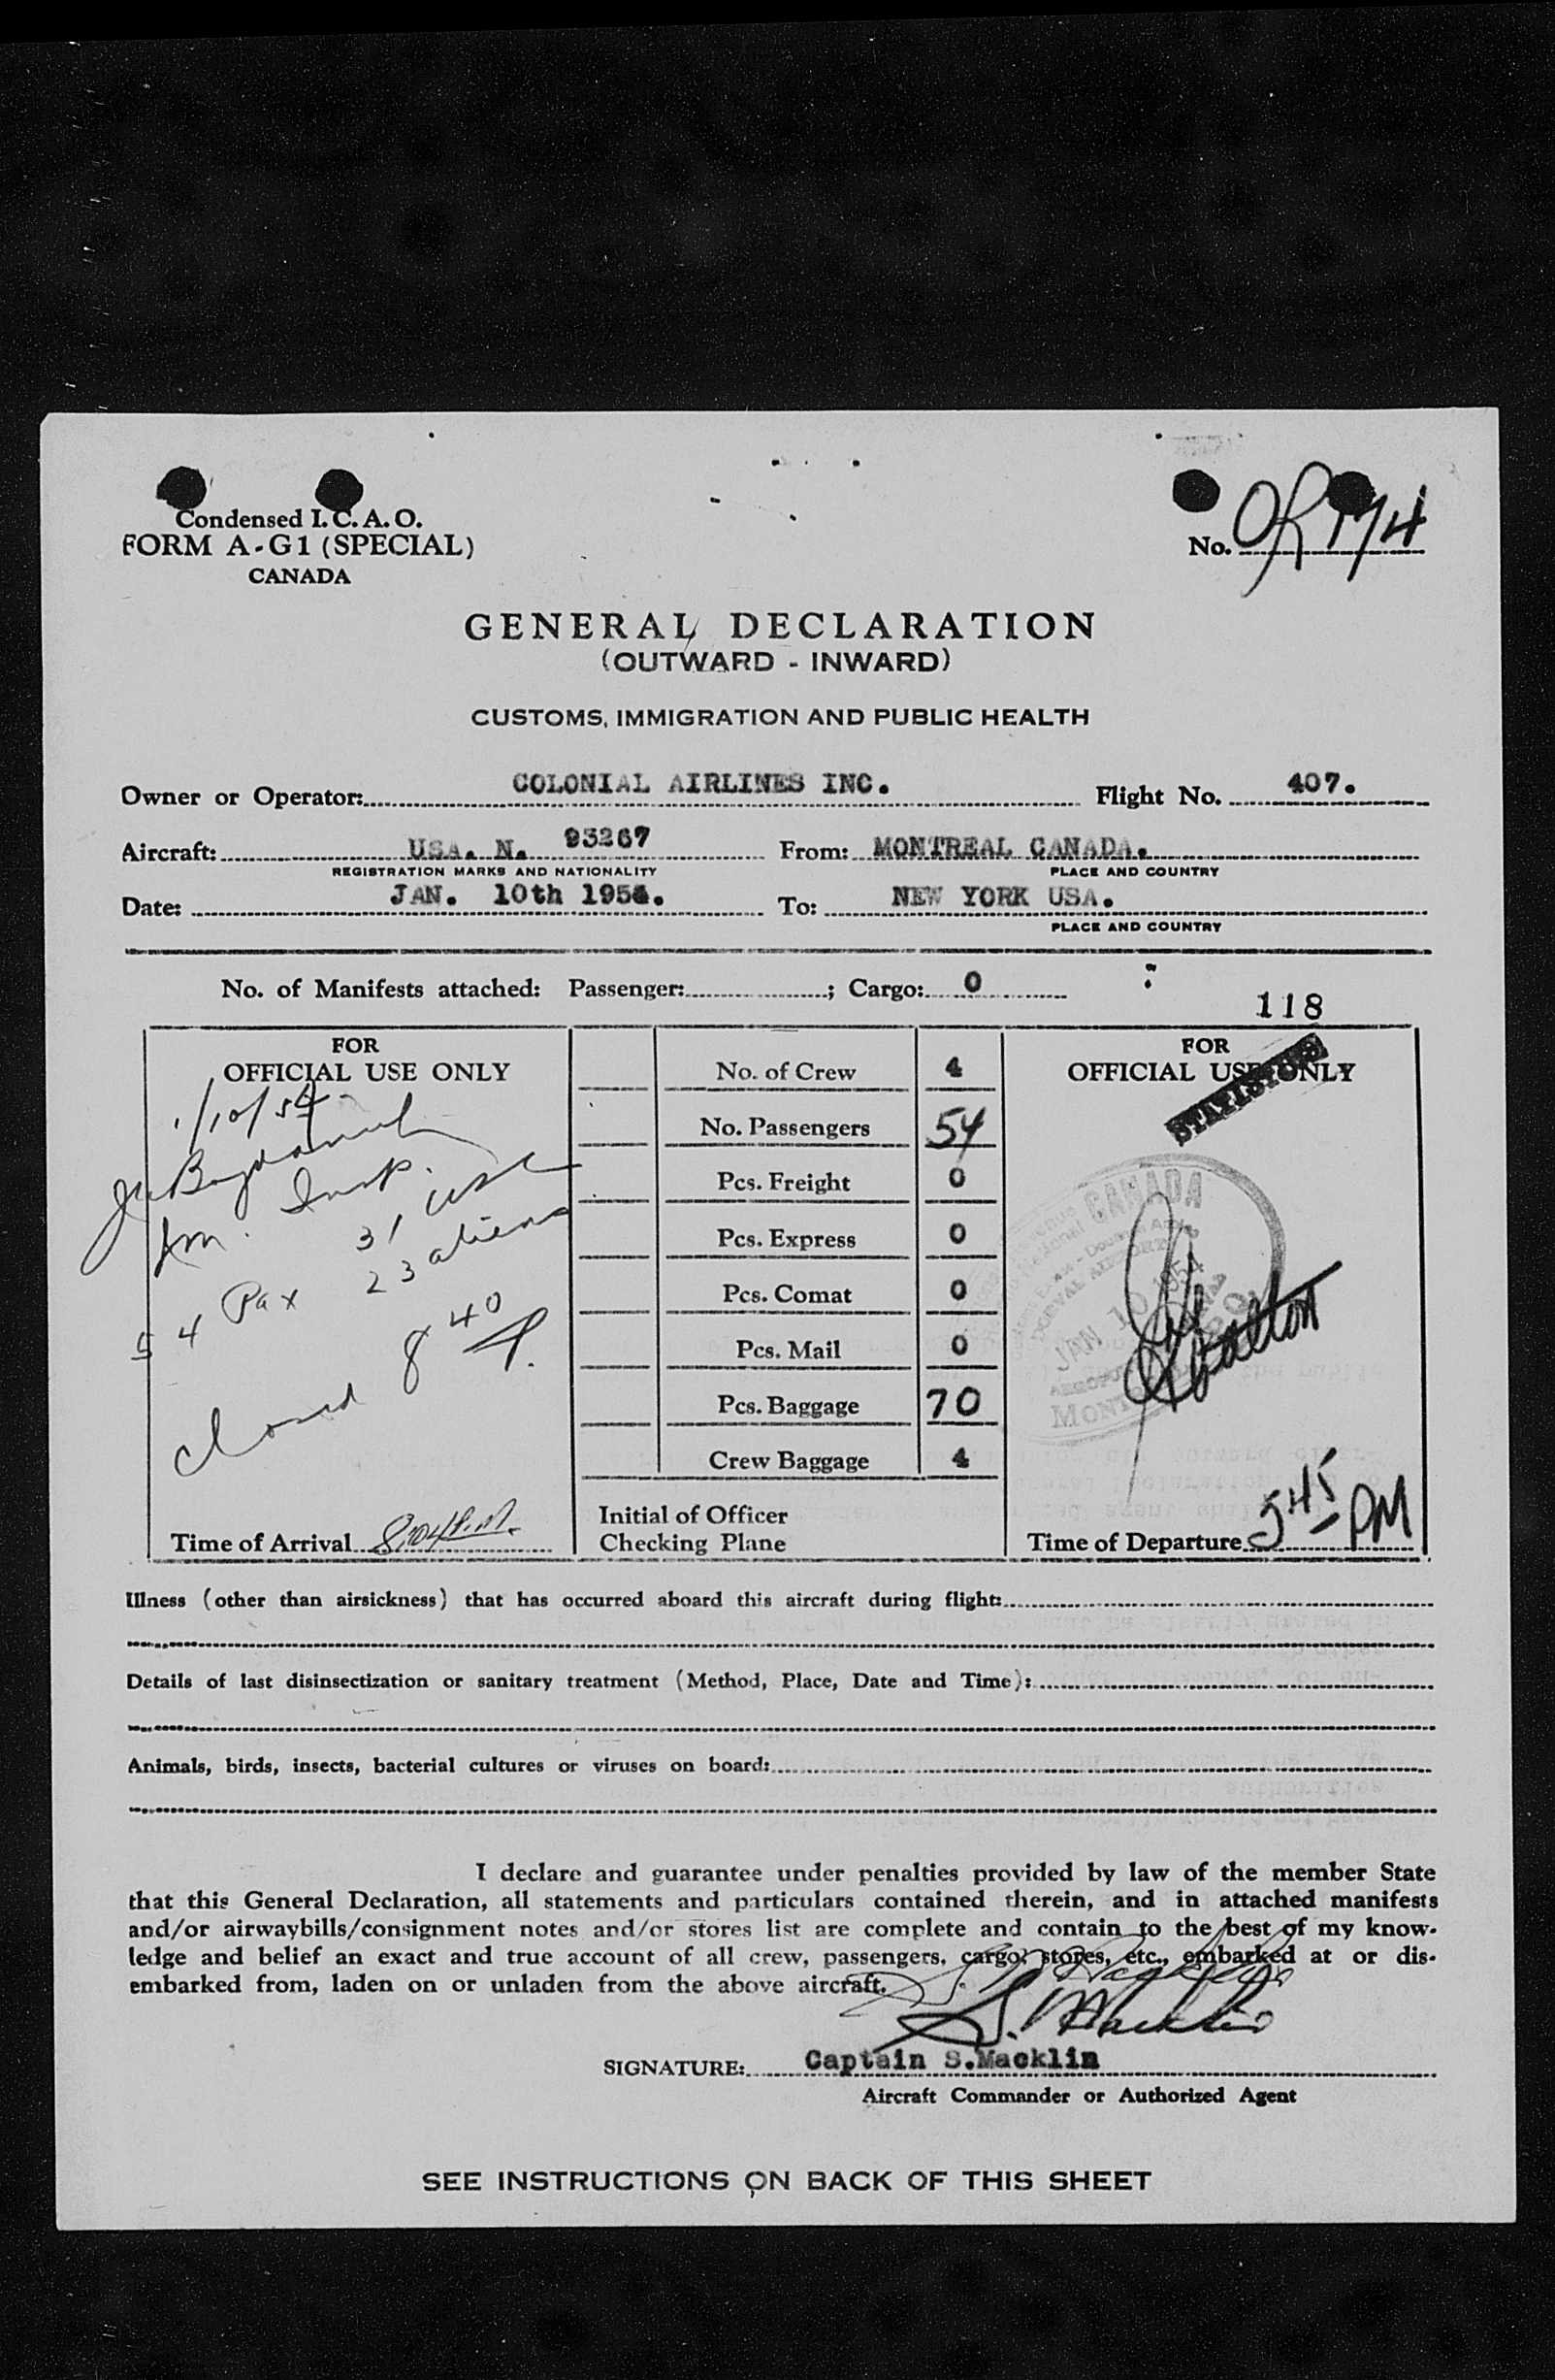 Condensed I. C. A. O.
FORM A-G1 (SPECIAL)
CANADA
No.
GENERAL DECLARATION
(OUTWARD - INWARD)
CUSTOMS, IMMIGRATION AND PUBLIC HEALTH
Owner or Operator: COLONIAL AIRLINES INC. Flight No. 407.
Aircraft: USA. N. 93267 From: MONTREAL CANADA.
REGISTRATION MARKS AND NATIONALITY PLACE AND COUNTRY
Date: JAN. 10th 1954. To: NEW YORK USA.
PLACE AND COUNTRY
No. of Manifests attached: Passenger: ; Cargo: 0
118
FOR
OFFICIAL USE ONLY
1/10/54
Im. Insp.
31 usc
23 aliens
54 Pax
closed 8 40 P.
Time of Arrival 8:04 P.M.
No. of Crew 4
No. Passengers 54
Pcs. Freight 0
Pcs. Express 0
Pcs. Comat 0
Pcs. Mail 0
Pcs. Baggage 70
Crew Baggage 4
Initial of Officer
Checking Plane
FOR
OFFICIAL USE ONLY
STATISTICS
CANADA
JAN 10 1954
Time of Departure 5 45 PM
Illness (other than airsickness) that has occurred aboard this aircraft during flight:
Details of last disinsectization or sanitary treatment (Method, Place, Date and Time):
Animals, birds, insects, bacterial cultures or viruses on board:
I declare and guarantee under penalties provided by law of the member State
that this General Declaration, all statements and particulars contained therein, and in attached manifests
and/or airwaybills/consignment notes and/or stores list are complete and contain to the best of my know-
ledge and belief an exact and true account of all crew, passengers, cargo, stores, etc., embarked at or dis-
embarked from, laden on or unladen from the above aircraft.
S. Macklin
SIGNATURE: Captain S.Macklin
Aircraft Commander or Authorized Agent
SEE INSTRUCTIONS ON BACK OF THIS SHEET